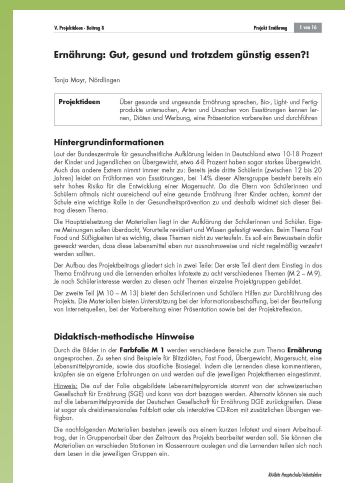 V. Projektideen · Beitrag 8 Projekt Ernährung 1 von 16
Ernährung: Gut, gesund und trotzdem günstig essen?!
Tanja Mayr, Nördlingen
Projektideen Über gesunde und ungesunde Ernährung sprechen, Bio-, Light- und Fertig-
produkte untersuchen, Arten und Ursachen von Essstörungen kennen ler-
nen, Diäten und Werbung, eine Präsentation vorbereiten und durchführen
Hintergrundinformationen
Laut der Bundeszentrale für gesundheitliche Aufklärung leiden in Deutschland etwa 10-18 Prozent
der Kinder und Jugendlichen an Übergewicht, etwa 4-8 Prozent haben sogar starkes Übergewicht.
Auch das andere Extrem nimmt immer mehr zu: Bereits jede dritte Schülerin (zwischen 12 bis 20
Jahren) leidet an Frühformen von Essstörungen, bei 14% dieser Altersgruppe besteht bereits ein
sehr hohes Risiko für die Entwicklung einer Magersucht. Da die Eltern von Schülerinnen und
Schülern oftmals nicht ausreichend auf eine gesunde Ernährung ihrer Kinder achten, kommt der
Schule eine wichtige Rolle in der Gesundheitsprävention zu und deshalb widmet sich dieser Bei-
trag diesem Thema.
Die Hauptzielsetzung der Materialien liegt in der Aufklärung der Schülerinnen und Schüler. Eige-
ne Meinungen sollen überdacht, Vorurteile revidiert und Wissen gefestigt werden. Beim Thema Fast
Food und Süßigkeiten ist es wichtig, diese Themen nicht zu verteufeln. Es soll ein Bewusstsein dafür
geweckt werden, dass diese Lebensmittel eben nur ausnahmsweise und nicht regelmäßig verzehrt
werden sollten.
Der Aufbau des Projektbeitrags gliedert sich in zwei Teile: Der erste Teil dient dem Einstieg in das
Thema Ernährung und die Lernenden erhalten Infotexte zu acht verschiedenen Themen (M 2 – M 9).
Je nach Schülerinteresse werden zu diesen acht Themen einzelne Projektgruppen gebildet.
Der zweite Teil (M 10 – M 13) bietet den Schülerinnen und Schülern Hilfen zur Durchführung des
Projekts. Die Materialien bieten Unterstützung bei der Informationsbeschaffung, bei der Beurteilung
von Internetquellen, bei der Vorbereitung einer Präsentation sowie bei der Projektreflexion.
Didaktisch-methodische Hinweise
Durch die Bilder in der Farbfolie M 1 werden verschiedene Bereiche zum Thema Ernährung
angesprochen. Zu sehen sind Beispiele für Blitzdiäten, Fast Food, Übergewicht, Magersucht, eine
Lebensmittelpyramide, sowie das staatliche Biosiegel. Indem die Lernenden diese kommentieren,
knüpfen sie an eigene Erfahrungen an und werden auf die jeweiligen Projektthemen eingestimmt.
Hinweis: Die auf der Folie abgebildete Lebensmittelpyramide stammt von der schweizerischen
Gesellschaft für Ernährung (SGE) und kann von dort bezogen werden. Alternativ können sie auch
auf die Lebensmittelpyramide der Deutschen Gesellschaft für Ernährung DGE zurückgreifen. Diese
ist sogar als dreidimensionales Faltblatt oder als interaktive CD-Rom mit zusätzlichen Übungen ver-
fügbar.
Die nachfolgenden Materialien bestehen jeweils aus einem kurzen Infotext und einem Arbeitsauf-
trag, der in Gruppenarbeit über den Zeitraum des Projekts bearbeitet werden soll. Sie können die
Materialien an verschieden Stationen im Klassenraum auslegen und die Lernenden teilen sich nach
dem Lesen in die jeweiligen Gruppen ein.
RAAbits Hauptschule/Arbeitslehre